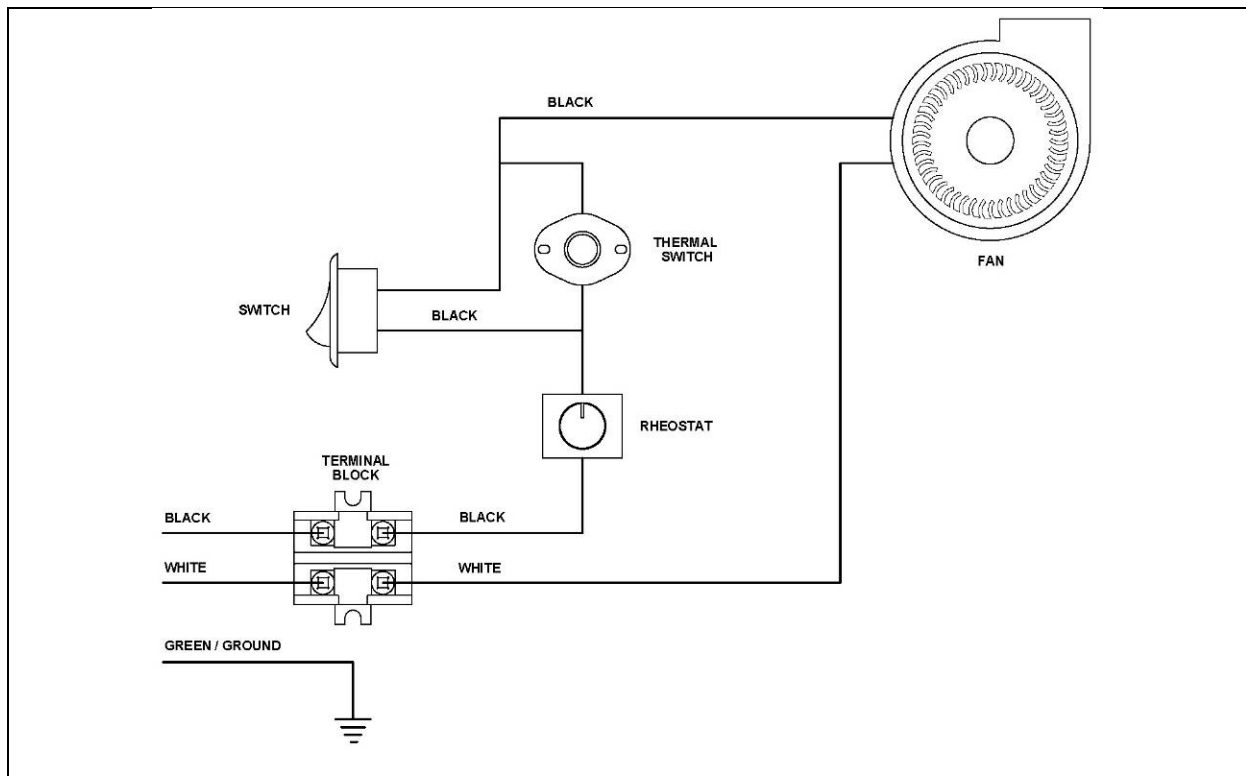 BLACK
THERMAL
SWITCH
FAN
SWITCH
BLACK
RHEOSTAT
TERMINAL
BLOCK
BLACK
BLACK
WHITE
WHITE
GREEN / GROUND